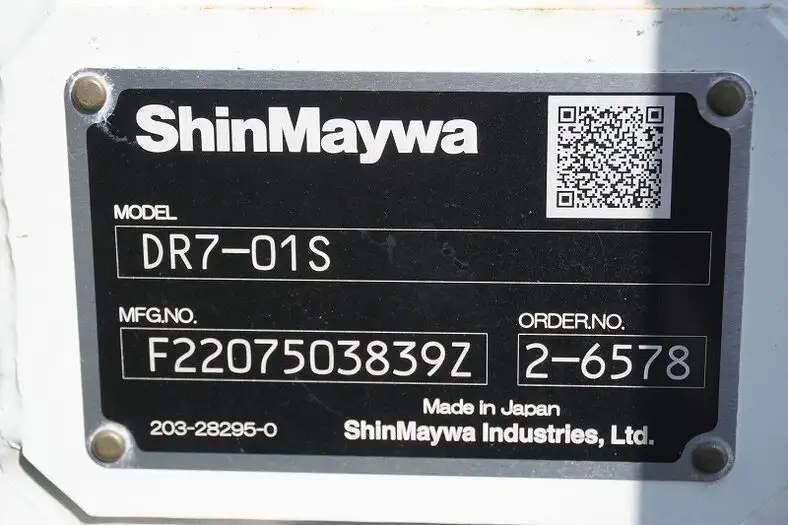 ShinMaywa
MODEL
DR7-01S
MFG.NO.
F2207503839Z
ORDER.NO.
2-6578
Made in Japan
203-28295-0
ShinMaywa Industries, Ltd.